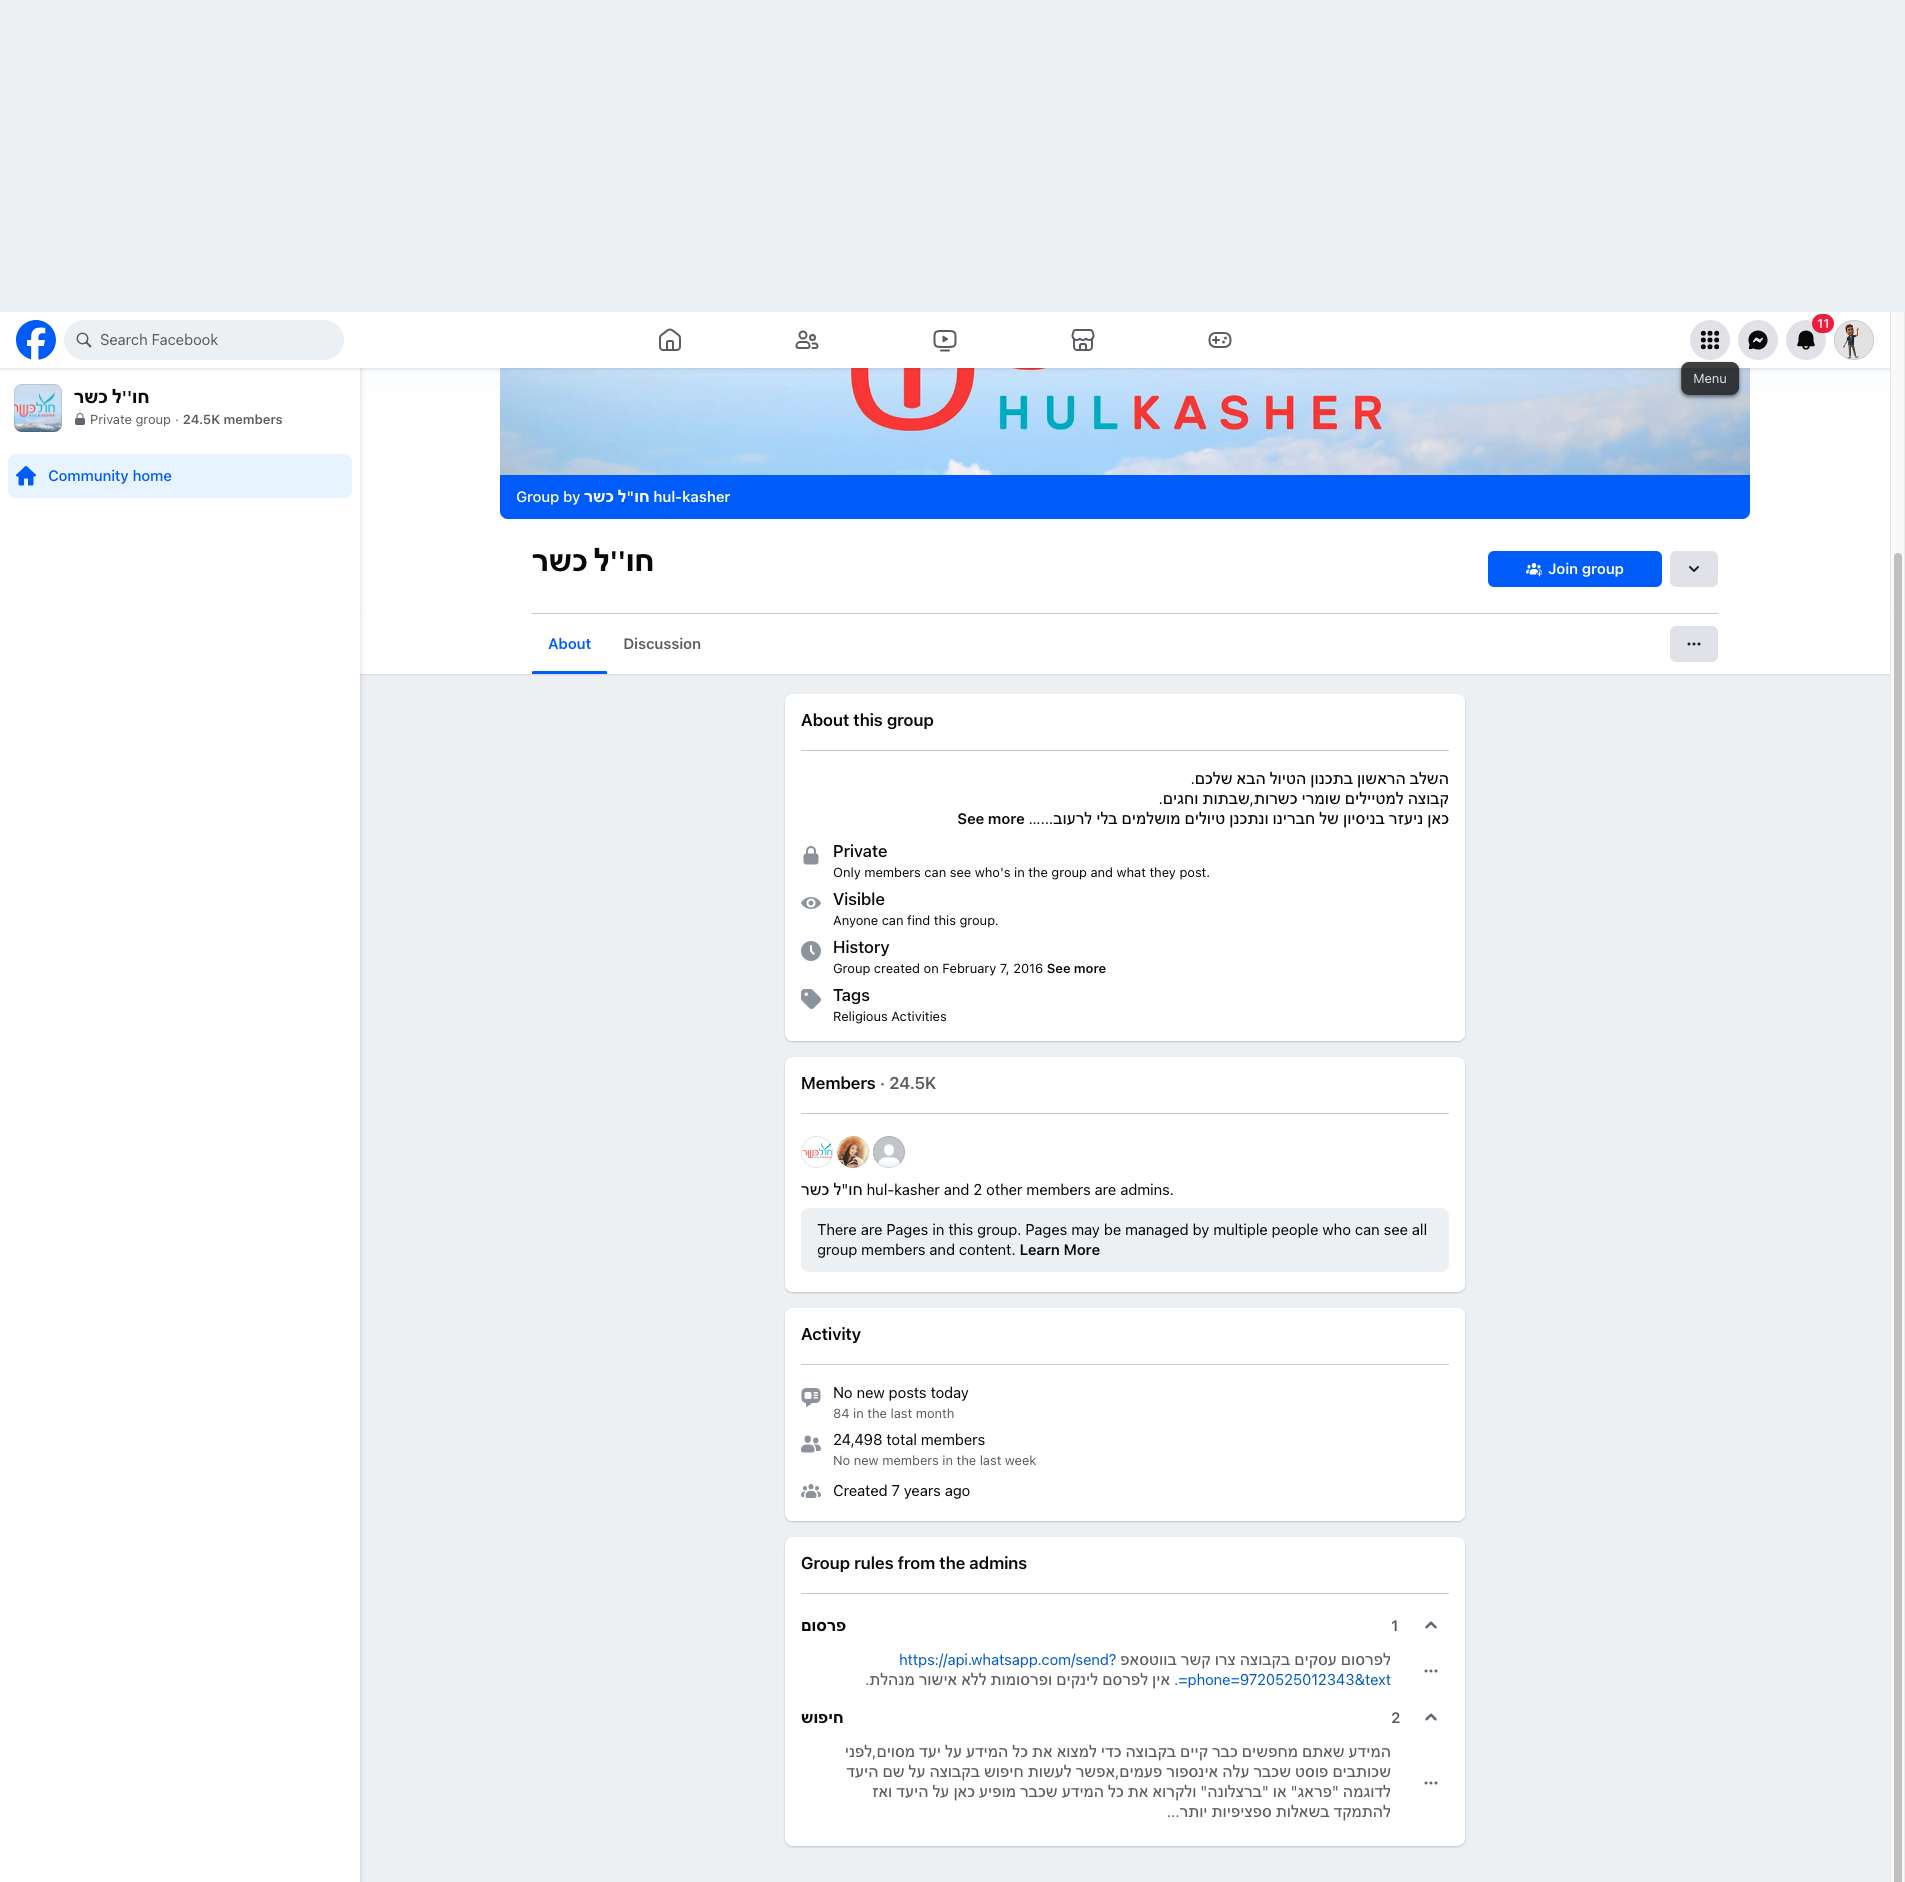 Search Facebook
11
Menu
חו''ל כשר
Private group · 24.5K members
Community home
HULKASHER
Group by חו"ל כשר hul-kasher
חו''ל כשר
Join group
About
Discussion
About this group
השלב הראשון בתכנון הטיול הבא שלכם.
קבוצה למטיילים שומרי כשרות,שבתות וחגים.
כאן ניעזר בניסיון של חברינו ונתכנן טיולים מושלמים בלי לרעוב...... See more
Private
Only members can see who's in the group and what they post.
Visible
Anyone can find this group.
History
Group created on February 7, 2016 See more
Tags
Religious Activities
Members · 24.5K
חו"ל כשר hul-kasher and 2 other members are admins.
There are Pages in this group. Pages may be managed by multiple people who can see all
group members and content. Learn More
Activity
No new posts today
84 in the last month
24,498 total members
No new members in the last week
Created 7 years ago
Group rules from the admins
1 פרסום
לפרסום עסקים בקבוצה צרו קשר בווטסאפ https://api.whatsapp.com/send?
phone=9720525012343&text=. אין לפרסם לינקים ופרסומות ללא אישור מנהלת.
2 חיפוש
המידע שאתם מחפשים כבר קיים בקבוצה כדי למצוא את כל המידע על יעד מסוים,לפני
שכותבים פוסט שכבר עלה אינספור פעמים,אפשר לעשות חיפוש בקבוצה על שם היעד
לדוגמה "פראג" או "ברצלונה" ולקרוא את כל המידע שכבר מופיע כאן על היעד ואז
להתמקד בשאלות ספציפיות יותר...